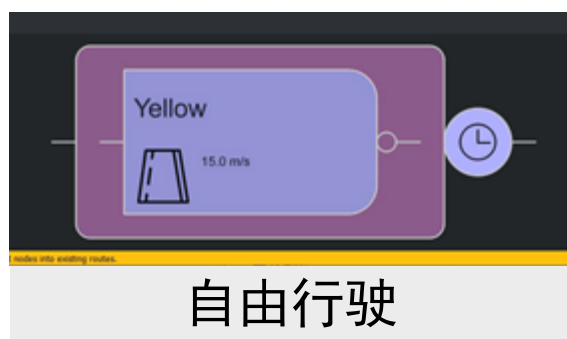 Yellow
15.0 m/s
t nodes into existing routes.
自由行驶